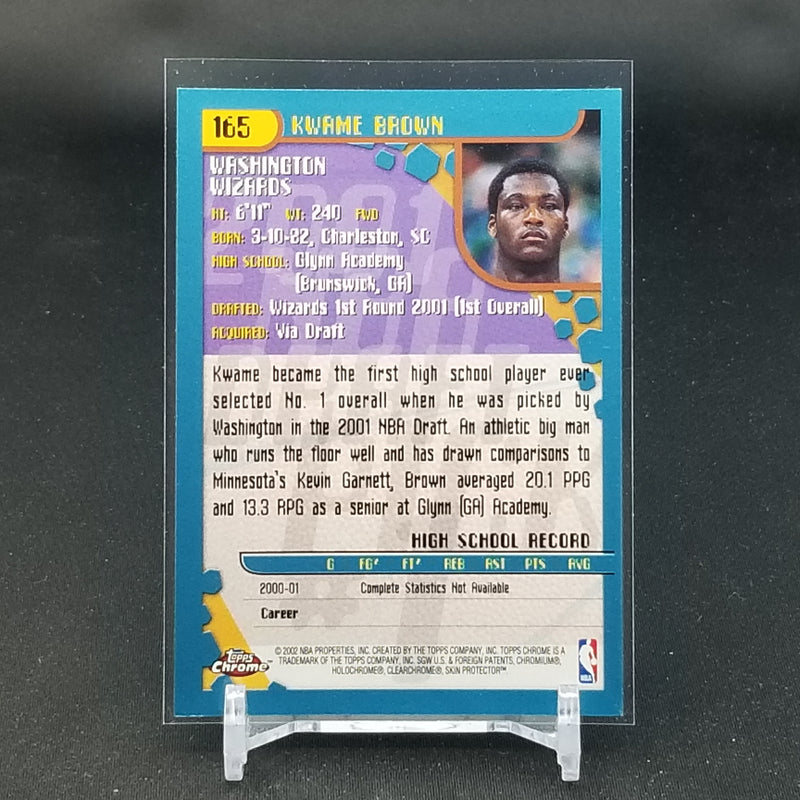 165 KWAME BROWN
WASHINGTON
WIZARDS
HT: 6'11" WT: 240 FWD
BORN: 3-10-82, Charleston, SC
HIGH SCHOOL: Glynn Academy
(Brunswick, GA)
DRAFTED: Wizards 1st Round 2001 (1st Overall)
ACQUIRED: Via Draft
Kwame became the first high school player ever
selected No. 1 overall when he was picked by
Washington in the 2001 NBA Draft. An athletic big man
who runs the floor well and has drawn comparisons to
Minnesota's Kevin Garnett, Brown averaged 20.1 PPG
and 13.3 RPG as a senior at Glynn (GA) Academy.
HIGH SCHOOL RECORD
G FG% FT% REB AST PTS AVG
2000-01 Complete Statistics Not Available
Career
© 2002 NBA PROPERTIES, INC. CREATED BY THE TOPPS COMPANY, INC. TOPPS CHROME IS A
TRADEMARK OF THE TOPPS COMPANY, INC. SGW U.S. & FOREIGN PATENTS, CHROMIUM®,
HOLOCHROME®, CLEARCHROME®, SKIN PROTECTOR™
TOPPS
Chrome
NBA